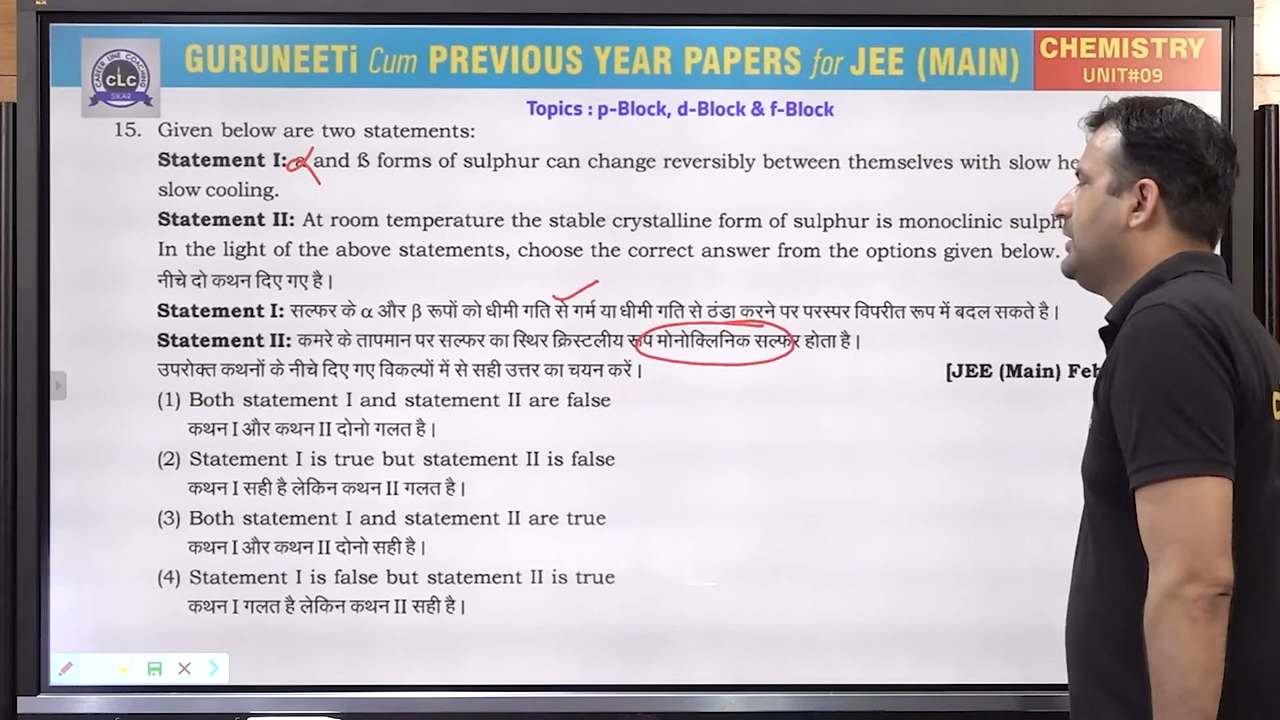 GURUNEETi Cum PREVIOUS YEAR PAPERS for JEE (MAIN)
CHEMISTRY
UNIT#09
CAREER LINE COACHING
CLC
SIKAR
Topics : p-Block, d-Block & f-Block
15. Given below are two statements:
Statement I: α and ß forms of sulphur can change reversibly between themselves with slow
slow cooling.
Statement II: At room temperature the stable crystalline form of sulphur is monoclinic
In the light of the above statements, choose the correct answer from the options given below.
नीचे दो कथन दिए गए है।
Statement I: सल्फर के α और β रूपों को धीमी गति से गर्म या धीमी गति से ठंडा करने पर परस्पर विपरीत रूप में बदल सकते है।
Statement II: कमरे के तापमान पर सल्फर का स्थिर क्रिस्टलीय रूप मोनोक्लिनिक सल्फर होता है।
उपरोक्त कथनों के नीचे दिए गए विकल्पों में से सही उत्तर का चयन करें।
[JEE (Main)
(1) Both statement I and statement II are false
कथन I और कथन II दोनो गलत है।
(2) Statement I is true but statement II is false
कथन I सही है लेकिन कथन II गलत है।
(3) Both statement I and statement II are true
कथन I और कथन II दोनो सही है।
(4) Statement I is false but statement II is true
कथन I गलत है लेकिन कथन II सही है।